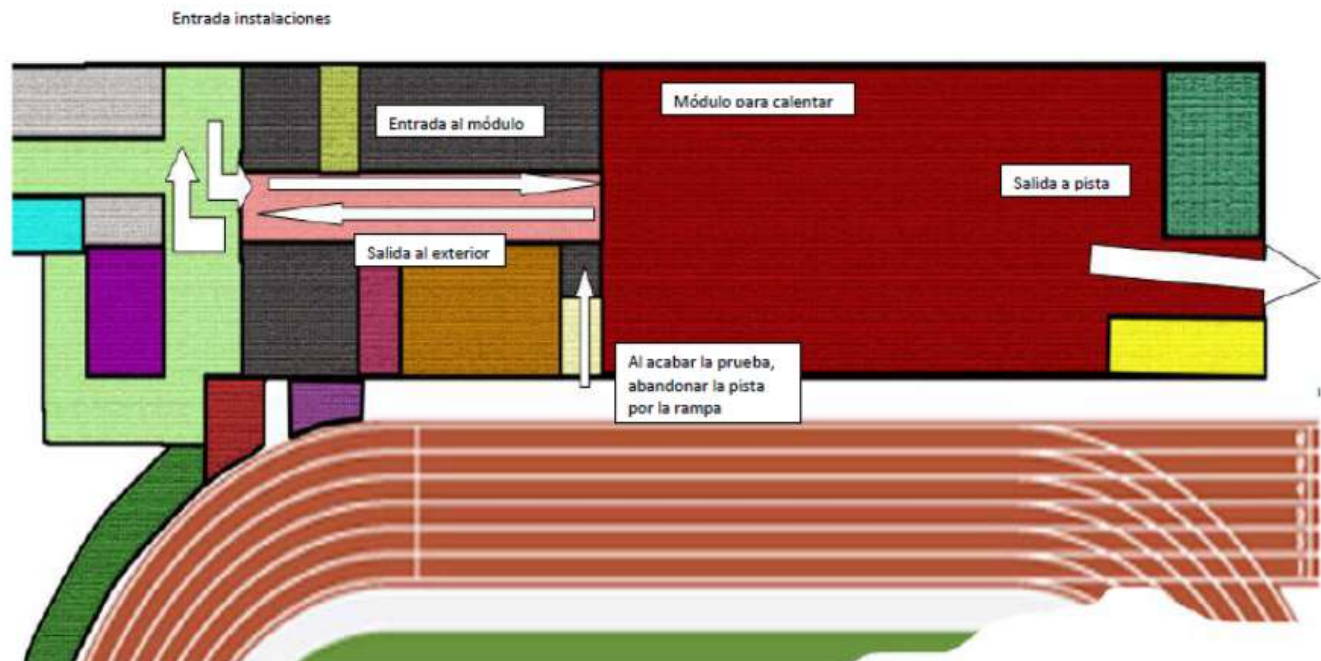 Entrada instalaciones
Módulo para calentar
Entrada al módulo
Salida a pista
Salida al exterior
Al acabar la prueba,
abandonar la pista
por la rampa